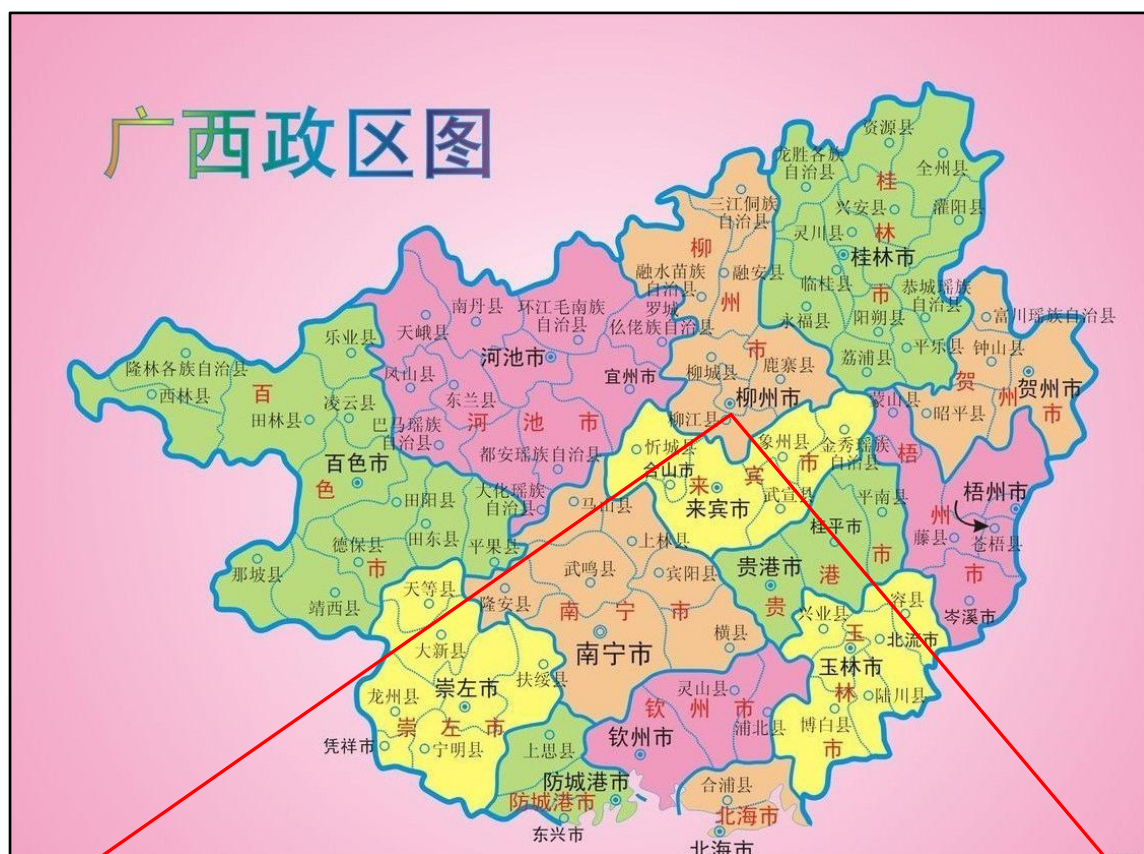 广西政区图
资源县
龙胜各族
自治县
全州县
桂
三江侗族
自治县
兴安县
灌阳县
柳
灵川县
林
桂林市
融水苗族
自治县
融安县
临桂县
恭城瑶族
自治县
南丹县
环江毛南族
自治县
罗城
仫佬族自治县
州
市
永福县
阳朔县
富川瑶族自治县
天峨县
乐业县
河池市
市
平乐县
钟山县
隆林各族自治县
凤山县
宜州市
柳城县
鹿寨县
荔浦县
贺
贺州市
西林县
百
凌云县
东兰县
柳州市
蒙山县
昭平县
州
市
田林县
巴马瑶族
自治县
河
池
市
柳江县
象州县
金秀瑶族
自治县
梧
百色市
都安瑶族自治县
忻城县
合山市
来
宾
市
色
田阳县
大化瑶族
自治县
马山县
来宾市
武宣县
平南县
梧州市
州
德保县
田东县
平果县
上林县
桂平市
藤县
苍梧县
那坡县
市
武鸣县
宾阳县
贵港市
港
市
市
靖西县
天等县
隆安县
南
宁
市
贵
兴业县
容县
岑溪市
大新县
南宁市
横县
玉
北流市
扶绥县
玉林市
龙州县
崇左市
灵山县
林
陆川县
崇
左
市
钦
州
市
浦北县
博白县
凭祥市
宁明县
上思县
钦州市
市
防城港市
合浦县
防城港市
北海市
东兴市
北海市